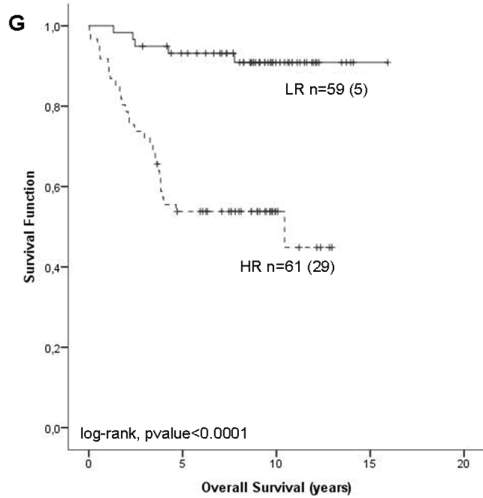 G
1,0
0,8
0,6
0,4
0,2
0,0
Survival Function
LR n=59 (5)
HR n=61 (29)
log-rank, pvalue<0.0001
0 5 10 15 20
Overall Survival (years)